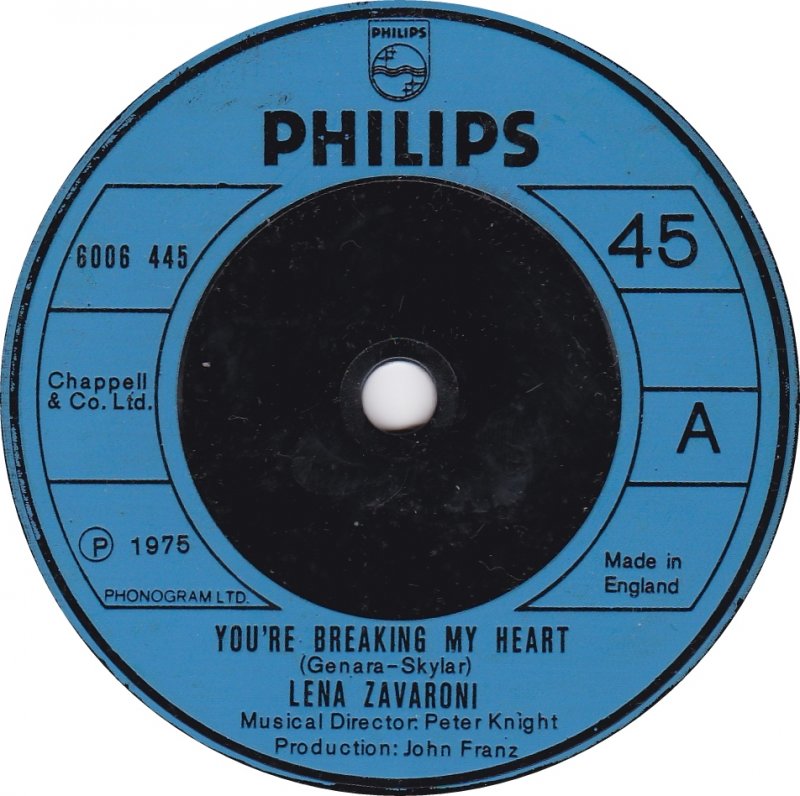 PHILIPS
PHILIPS
6006 445
45
Chappell
& Co. Ltd.
A
Ⓟ 1975
PHONOGRAM LTD.
Made in
England
YOU'RE BREAKING MY HEART
(Genara-Skylar)
LENA ZAVARONI
Musical Director: Peter Knight
Production: John Franz